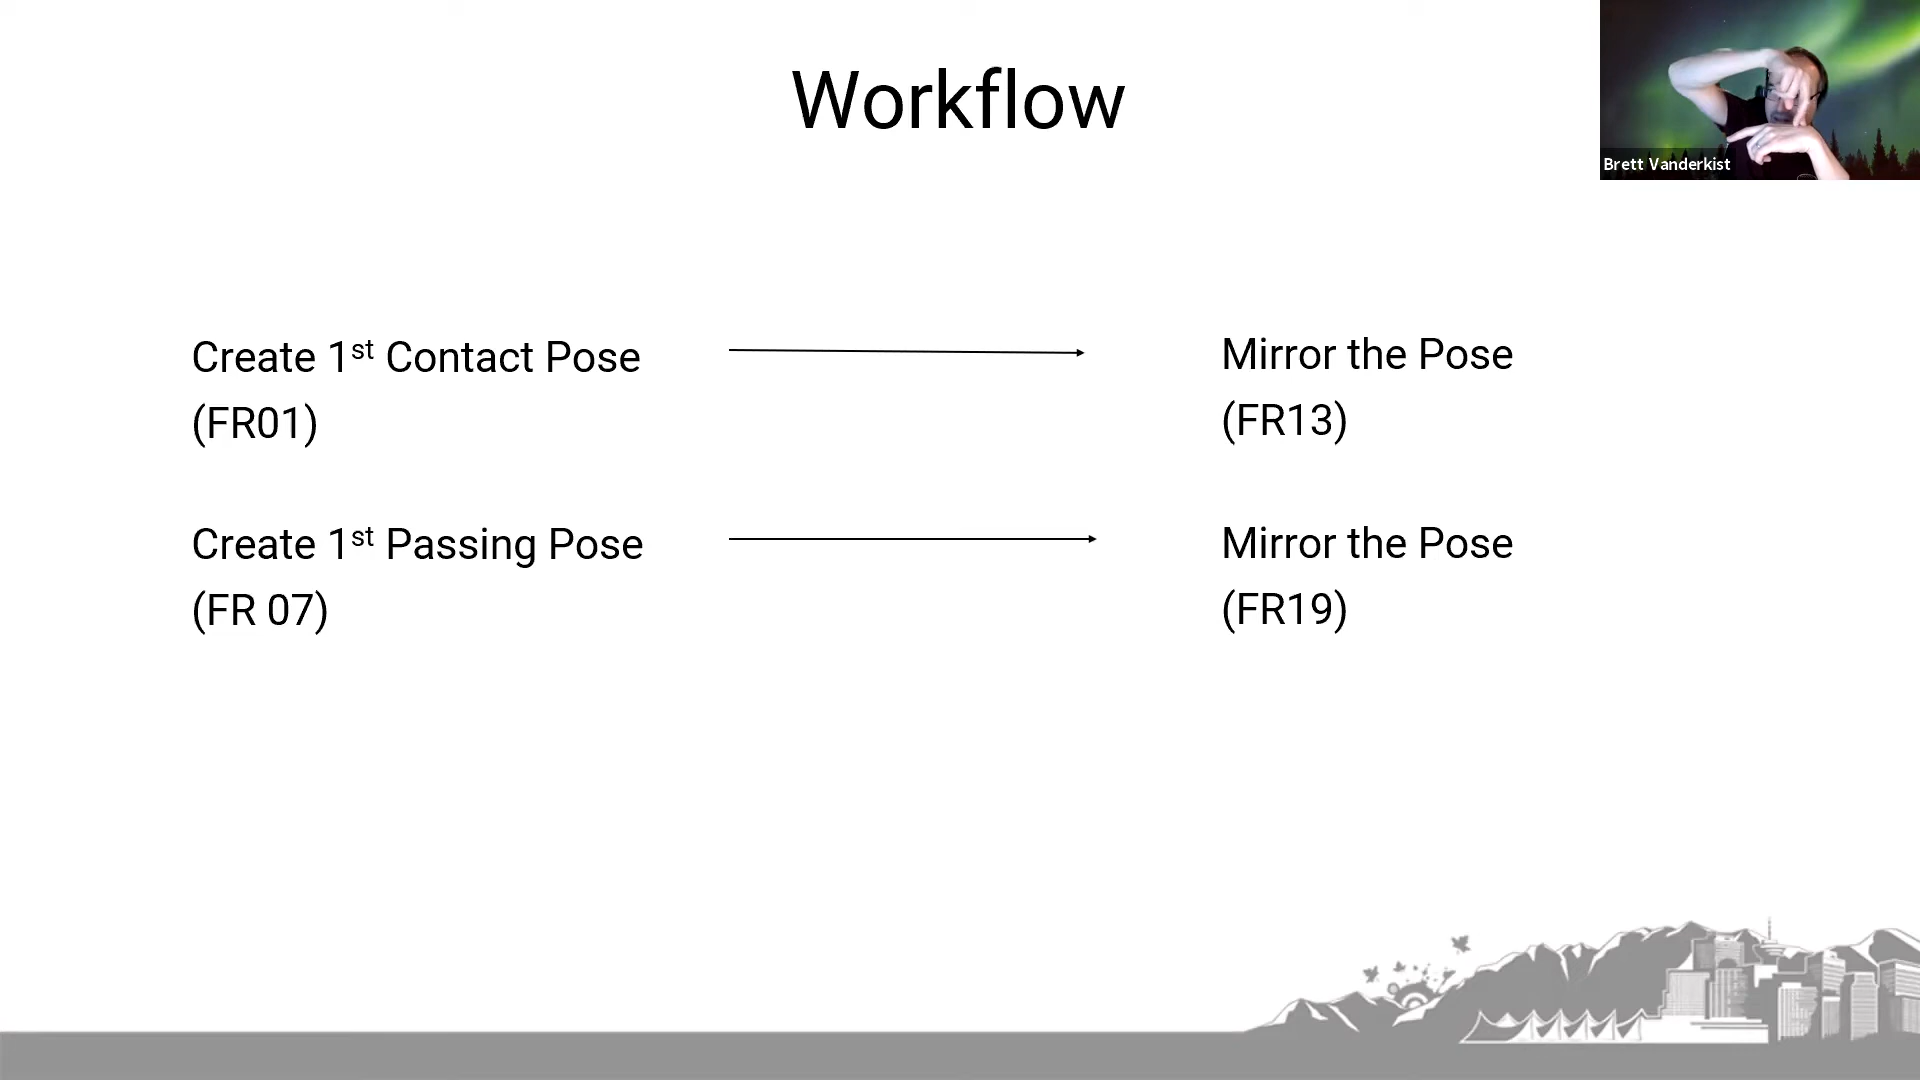 Workflow
Brett Vanderkist
Create 1st Contact Pose
(FR01)
Mirror the Pose
(FR13)
Create 1st Passing Pose
(FR 07)
Mirror the Pose
(FR19)